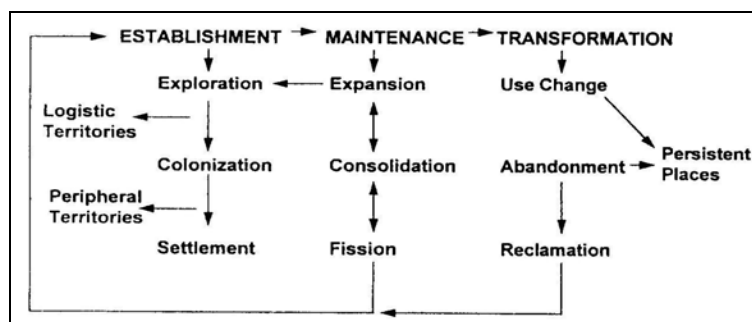 ESTABLISHMENT MAINTENANCE TRANSFORMATION
Exploration Expansion Use Change
Logistic
Territories
Persistent
Places
Colonization Consolidation Abandonment
Peripheral
Territories
Settlement Fission Reclamation